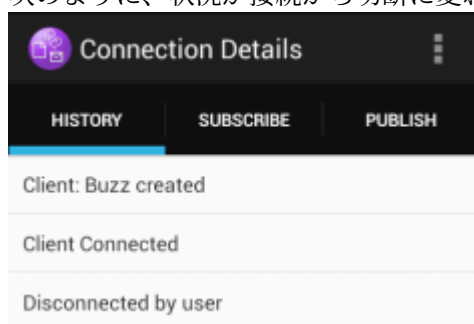 次のように、状況が接続から切断に変わ
Connection Details
HISTORY SUBSCRIBE PUBLISH
Client: Buzz created
Client Connected
Disconnected by user